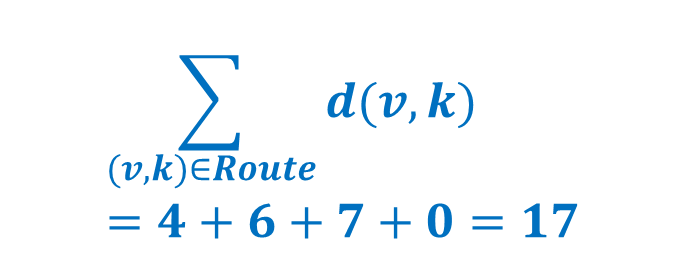 ∑ d(v,k)
(v,k)∈Route
= 4 + 6 + 7 + 0 = 17